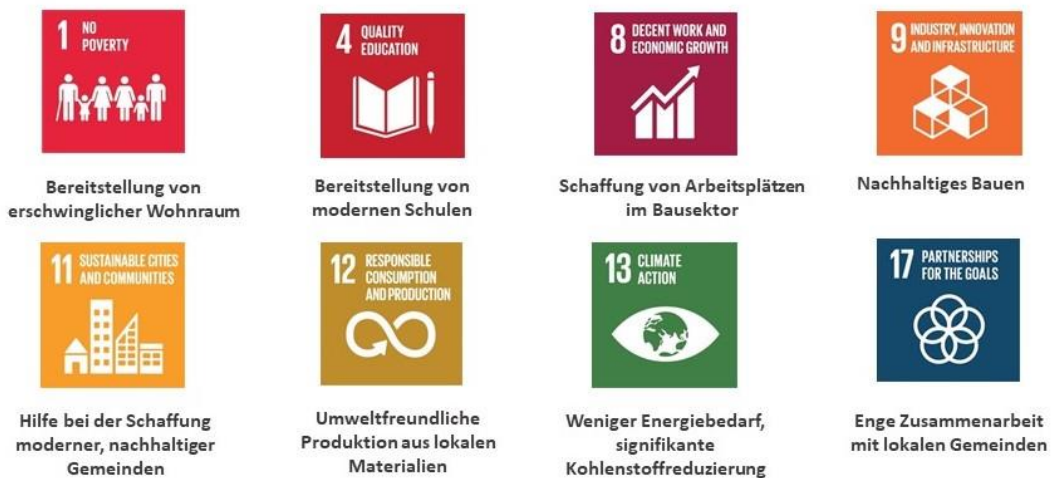 1 NO
POVERTY
Bereitstellung von
erschwinglicher Wohnraum
4 QUALITY
EDUCATION
Bereitstellung von
modernen Schulen
8 DECENT WORK AND
ECONOMIC GROWTH
Schaffung von Arbeitsplätzen
im Bausektor
9 INDUSTRY, INNOVATION
AND INFRASTRUCTURE
Nachhaltiges Bauen
11 SUSTAINABLE CITIES
AND COMMUNITIES
Hilfe bei der Schaffung
moderner, nachhaltiger
Gemeinden
12 RESPONSIBLE
CONSUMPTION
AND PRODUCTION
Umweltfreundliche
Produktion aus lokalen
Materialien
13 CLIMATE
ACTION
Weniger Energiebedarf,
signifikante
Kohlenstoffreduzierung
17 PARTNERSHIPS
FOR THE GOALS
Enge Zusammenarbeit
mit lokalen Gemeinden